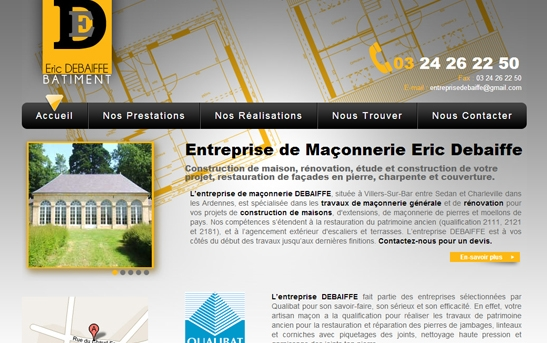 DE
Eric DEBAIFFE
BATIMENT
03 24 26 22 50
Fax : 03 24 26 22 50
E-mail : entreprisedebaiffe@gmail.com
Accueil Nos Prestations Nos Réalisations Nous Trouver Nous Contacter
Entreprise de Maçonnerie Eric Debaiffe
Construction de maison, rénovation, étude et construction de votre
projet, restauration de façades en pierre, charpente et couverture.
L'entreprise de maçonnerie DEBAIFFE, située à Villers-Sur-Bar entre Sedan et Charleville dans
les Ardennes, est spécialisée dans les travaux de maçonnerie générale et de rénovation pour
vos projets de construction de maisons, d'extensions, de maçonnerie de pierres et moellons de
pays. Nos compétences s'étendent à la restauration du patrimoine ancien (qualification 2111, 2121
et 2181), et à l'agencement extérieur d'escaliers et terrasses. L'entreprise DEBAIFFE est à vos
côtés du début des travaux jusqu'aux dernières finitions. Contactez-nous pour un devis.
En savoir plus
L'entreprise DEBAIFFE fait partie des entreprises sélectionnées par
Qualibat pour son savoir-faire, son sérieux et son efficacité. En effet, votre
artisan maçon a la qualification pour réaliser les travaux de patrimoine
ancien pour la restauration et réparation des pierres de jambages, linteaux
et corniches avec piquetages des joints, nettoyage haute pression et
A
Rue du
QUALIBAT